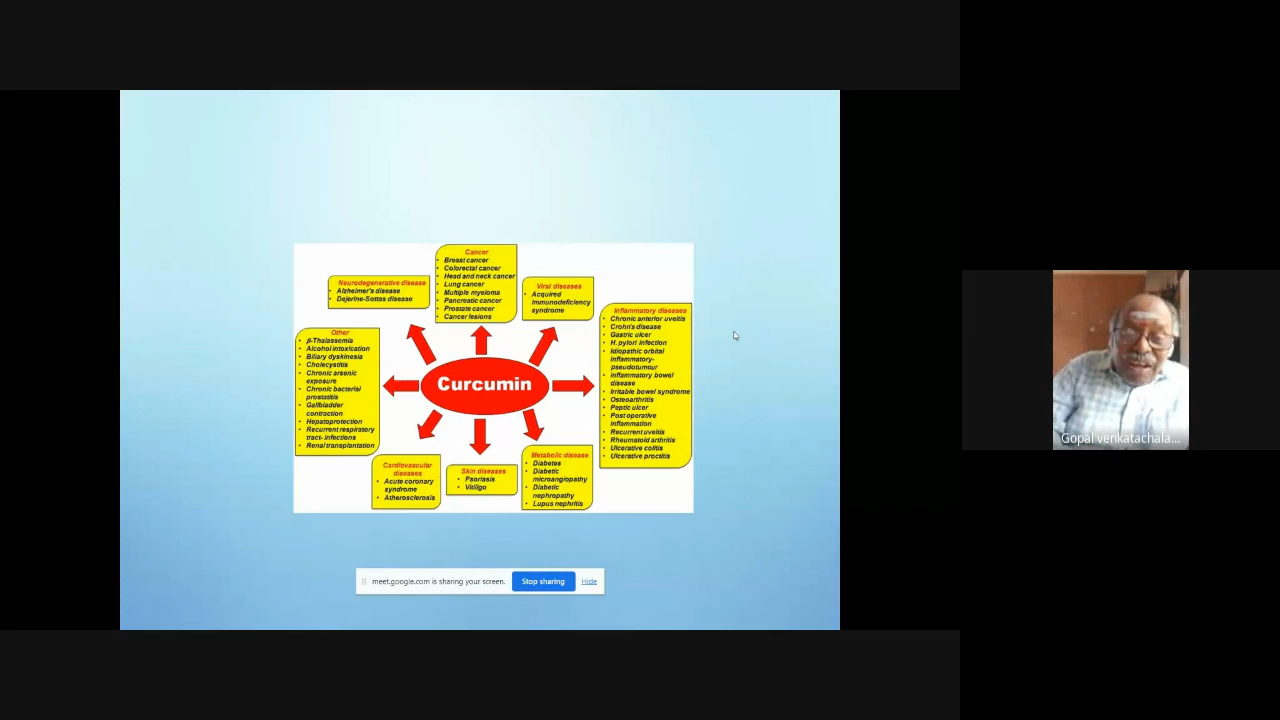 Cancer
• Breast cancer
• Colorectal cancer
• Head and neck cancer
• Lung cancer
• Multiple myeloma
• Pancreatic cancer
• Prostate cancer
• Cancer lesions
Neurodegenerative disease
• Alzheimer's disease
• Dejerine-Sottas disease
Viral diseases
• Acquired
immunodeficiency
syndrome
Inflammatory diseases
• Chronic anterior uveitis
• Crohn's disease
• Gastric ulcer
• H. pylori infection
• Idiopathic orbital
inflammatory-
pseudotumour
• inflammatory bowel
disease
• Irritable bowel syndrome
• Osteoarthritis
• Peptic ulcer
• Post operative
inflammation
• Recurrent uveitis
• Rheumatoid arthritis
• Ulcerative colitis
• Ulcerative proctitis
Other
• β-Thalassemia
• Alcohol intoxication
• Biliary dyskinesia
• Cholecystitis
• Chronic arsenic
exposure
• Chronic bacterial
prostatitis
• Gallbladder
contraction
• Hepatoprotection
• Recurrent respiratory
tract- infections
• Renal transplantation
Curcumin
Cardiovascular
diseases
• Acute coronary
syndrome
• Atherosclerosis
Skin diseases
• Psoriasis
• Vitiligo
Metabolic disease
• Diabetes
• Diabetic
microangiopathy
• Diabetic
nephropathy
• Lupus nephritis
meet.google.com is sharing your screen.
Stop sharing
Hide
Gopal venkatachala...